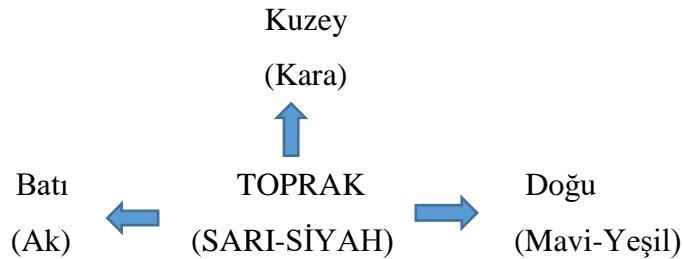 Kuzey
(Kara)
Batı TOPRAK Doğu
(Ak) (SARI-SİYAH) (Mavi-Yeşil)